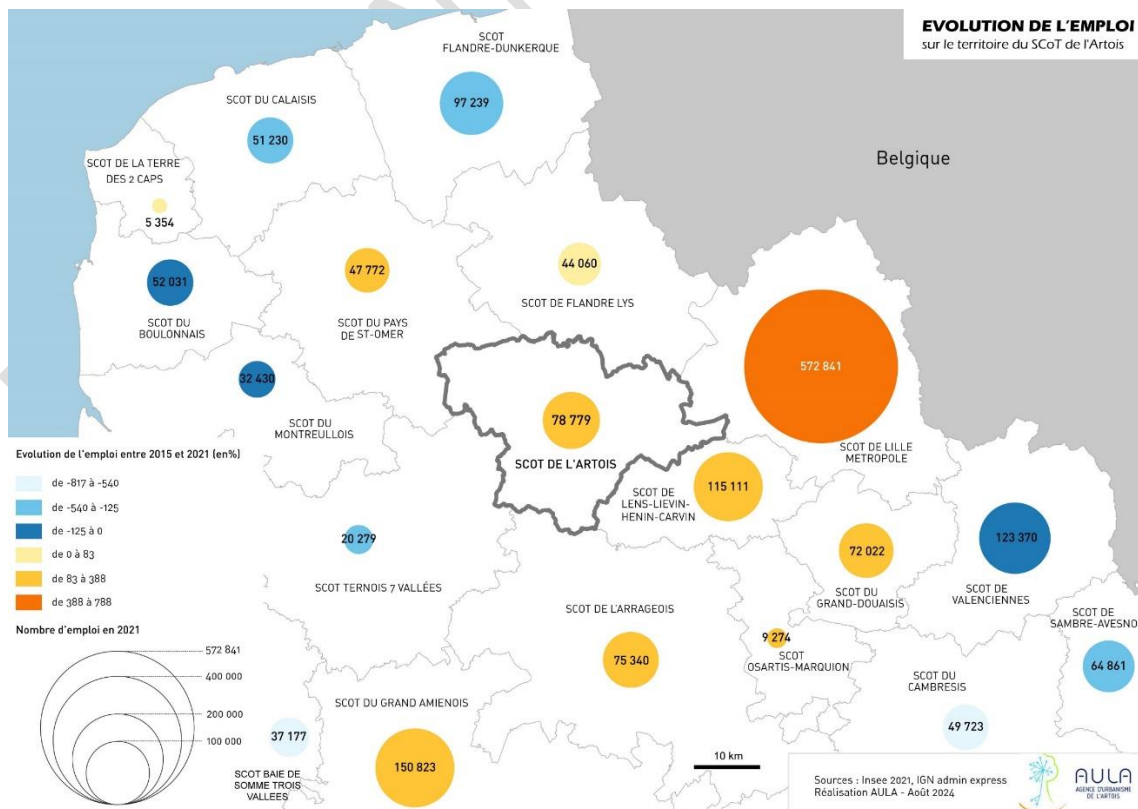 EVOLUTION DE L'EMPLOI
sur le territoire du SCoT de l'Artois
SCOT
FLANDRE-DUNKERQUE
97 239
SCOT DU CALAISIS
51 230
Belgique
SCOT DE LA TERRE
DES 2 CAPS
5 354
52 031
SCOT DU
BOULONNAIS
47 772
SCOT DU PAYS
DE ST-OMER
44 060
SCOT DE FLANDRE LYS
572 841
SCOT DE LILLE
METROPOLE
32 430
SCOT DU
MONTREUILLOIS
78 779
SCOT DE L'ARTOIS
115 111
SCOT DE
LENS-LIEVIN-
HENIN-CARVIN
20 279
SCOT TERNOIS 7 VALLÉES
72 022
SCOT DU
GRAND-DOUAISIS
123 370
SCOT DE
VALENCIENNES
SCOT DE L'ARRAGEOIS
75 340
9 274
SCOT
OSARTIS-MARQUION
SCOT DE
SAMBRE-AVESNO
64 861
SCOT DU
CAMBRESIS
49 723
SCOT DU GRAND AMIENOIS
150 823
37 177
SCOT BAIE DE
SOMME TROIS
VALLEES
Evolution de l'emploi entre 2015 et 2021 (en%)
de -817 à -540
de -540 à -125
de -125 à 0
de 0 à 83
de 83 à 388
de 388 à 788
Nombre d'emploi en 2021
572 841
400 000
200 000
100 000
10 km
Sources : Insee 2021, IGN admin express
Réalisation AULA - Août 2024
AULA
AGENCE D'URBANISME
DE L'ARTOIS